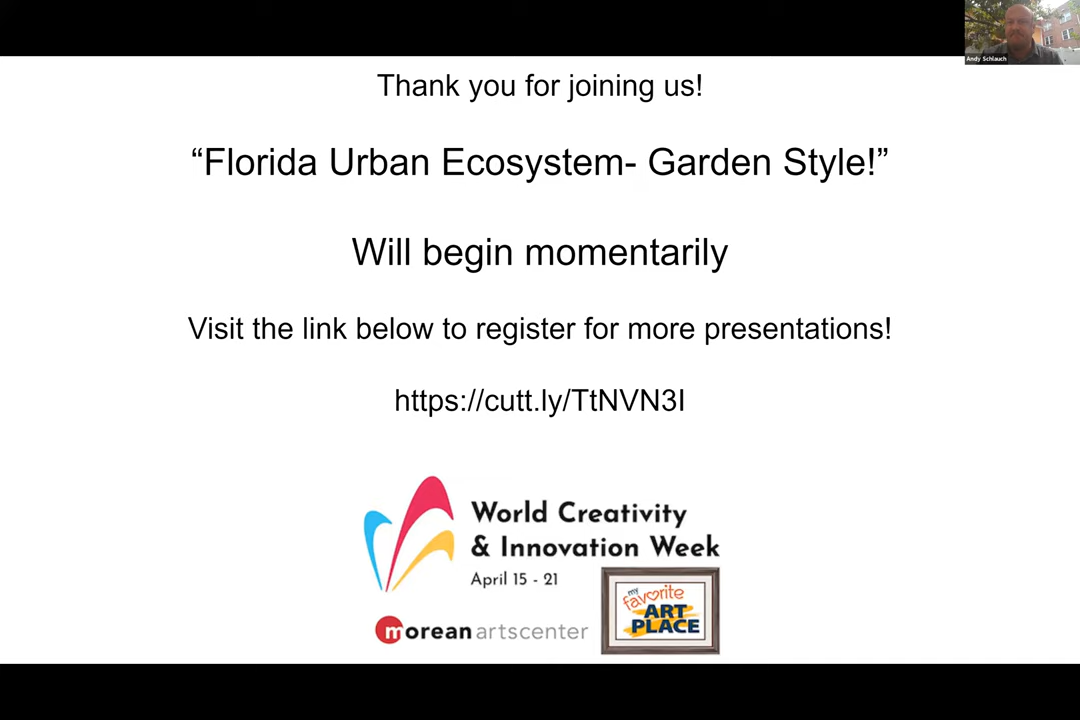 Andy Schlauch
Thank you for joining us!
“Florida Urban Ecosystem- Garden Style!”
Will begin momentarily
Visit the link below to register for more presentations!
https://cutt.ly/TtNVN3I
World Creativity
& Innovation Week
April 15 - 21
moreanartscenter
my
favorite
ART
PLACE